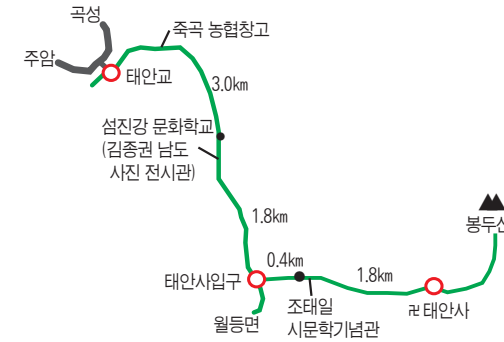 곡성
주암
죽곡 농협창고
태안교
3.0km
섬진강 문화학교
(김종권 남도
사진 전시관)
1.8km
봉두산
0.4km
1.8km
태안사입구
조태일
시문학기념관
卍 태안사
월등면